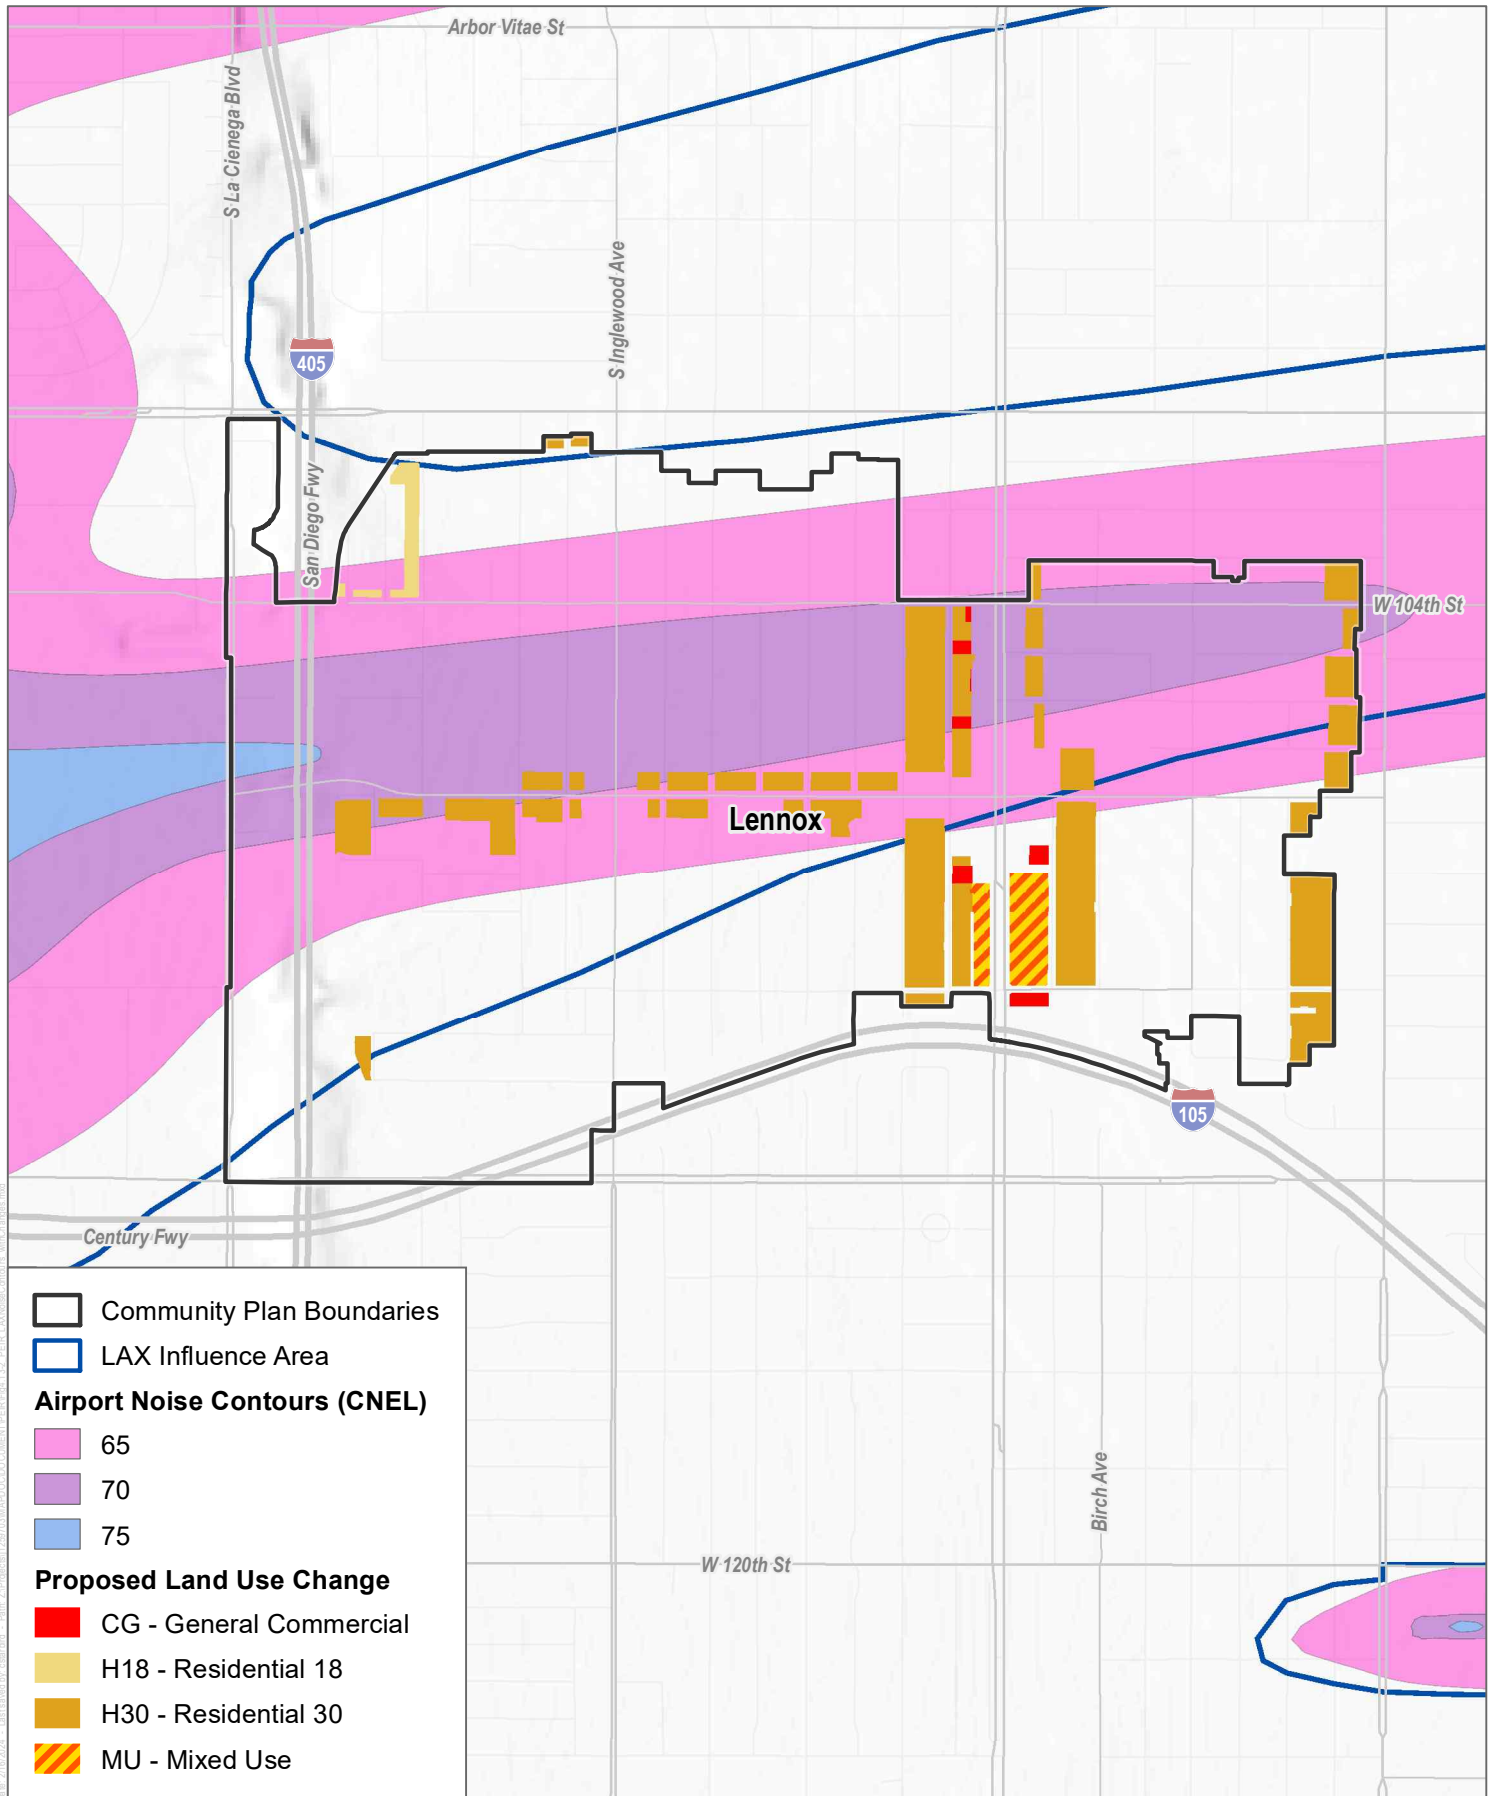 Arbor Vitae St
S La Cienega Blvd
S Inglewood Ave
405
San Diego Fwy
W 104th St
Lennox
105
Century Fwy
Birch Ave
W 120th St
Community Plan Boundaries
LAX Influence Area
Airport Noise Contours (CNEL)
65
70
75
Proposed Land Use Change
CG - General Commercial
H18 - Residential 18
H30 - Residential 30
MU - Mixed Use